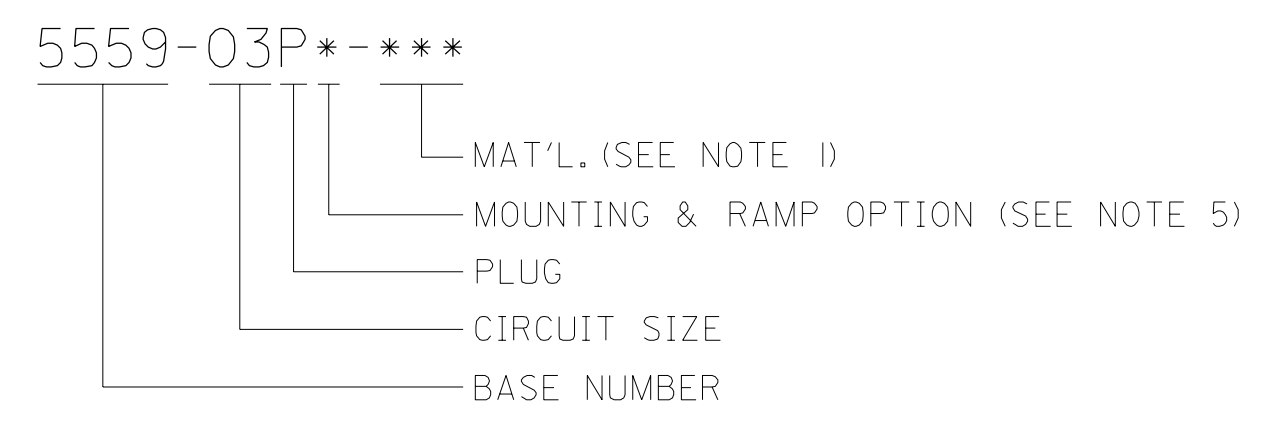 5559-03P*-***
MAT'L.(SEE NOTE 1)
MOUNTING & RAMP OPTION (SEE NOTE 5)
PLUG
CIRCUIT SIZE
BASE NUMBER